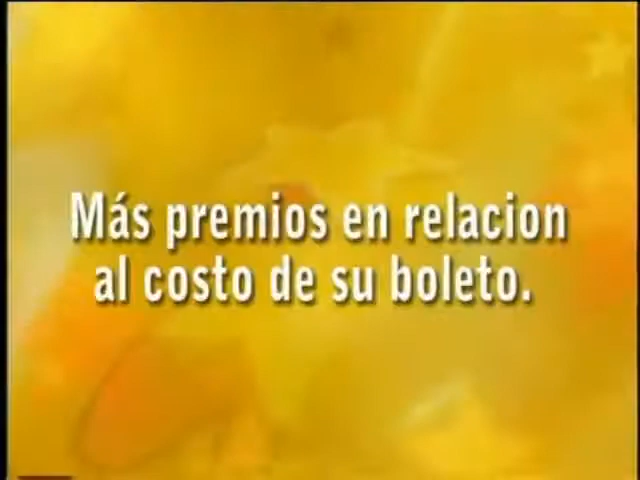 Más premios en relacion
al costo de su boleto.